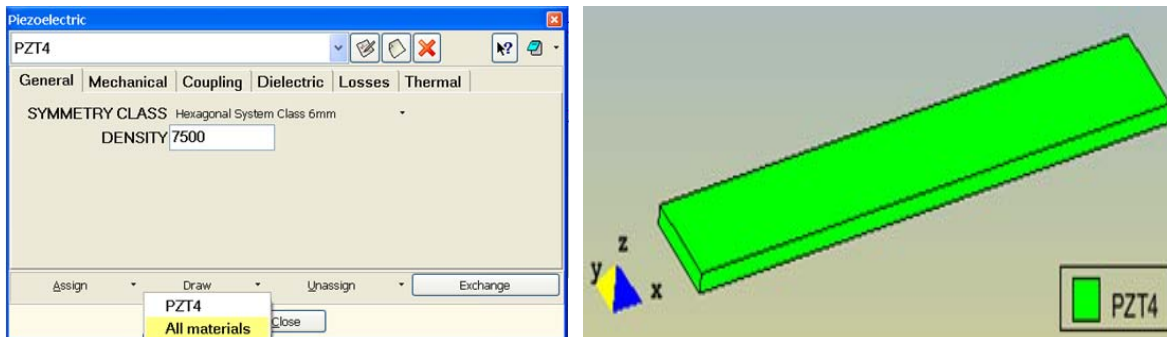 Piezoelectric
PZT4
General Mechanical Coupling Dielectric Losses Thermal
SYMMETRY CLASS Hexagonal System Class 6mm
DENSITY 7500
Assign Draw Unassign Exchange
PZT4
All materials
Close
z
y
x
PZT4